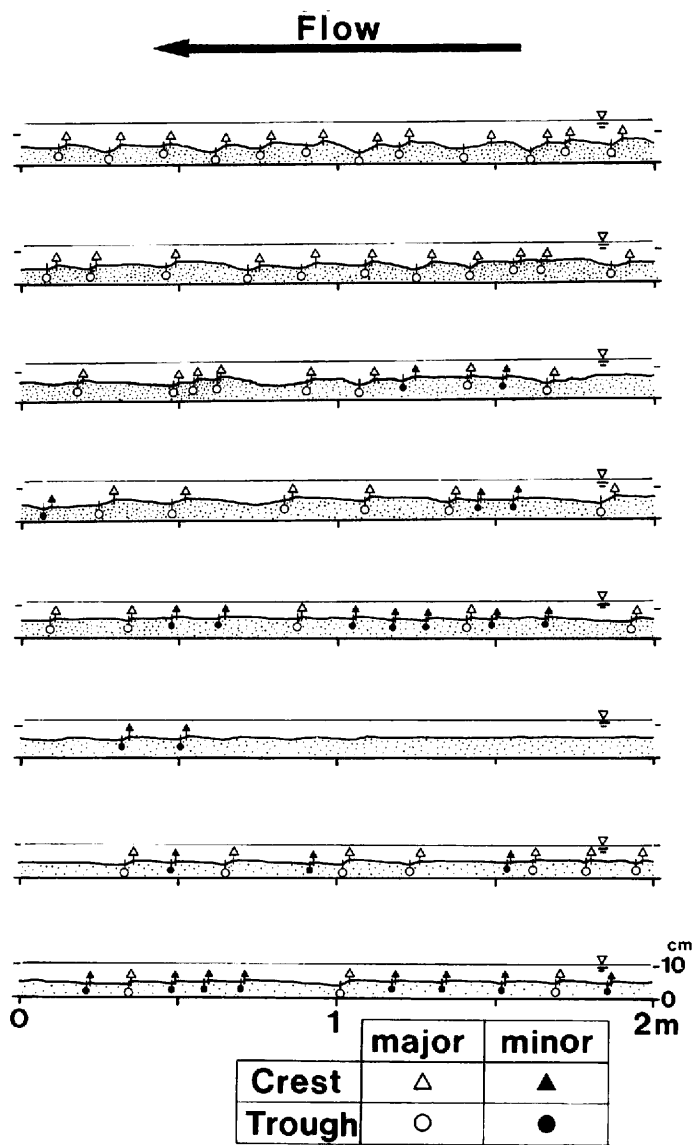 Flow
cm
10
0
0 1 2m
major minor
Crest △ ▲
Trough ○ ●